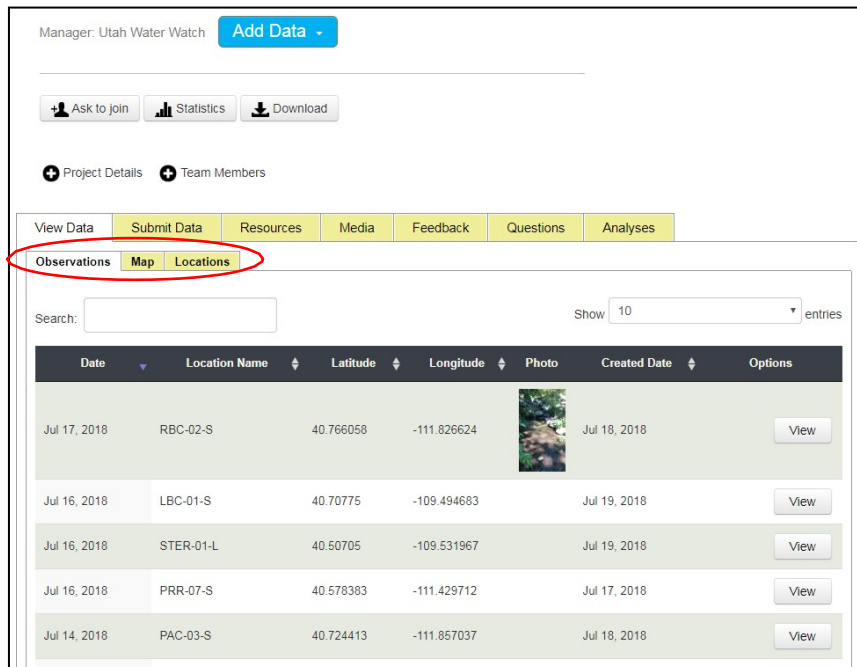 Manager: Utah Water Watch Add Data
Ask to join Statistics Download
Project Details Team Members
View Data Submit Data Resources Media Feedback Questions Analyses
Observations Map Locations
Search: Show 10 entries
Date Location Name Latitude Longitude Photo Created Date Options
Jul 17, 2018 RBC-02-S 40.766058 -111.826624 Jul 18, 2018 View
Jul 16, 2018 LBC-01-S 40.70775 -109.494683 Jul 19, 2018 View
Jul 16, 2018 STER-01-L 40.50705 -109.531967 Jul 19, 2018 View
Jul 16, 2018 PRR-07-S 40.578383 -111.429712 Jul 17, 2018 View
Jul 14, 2018 PAC-03-S 40.724413 -111.857037 Jul 18, 2018 View